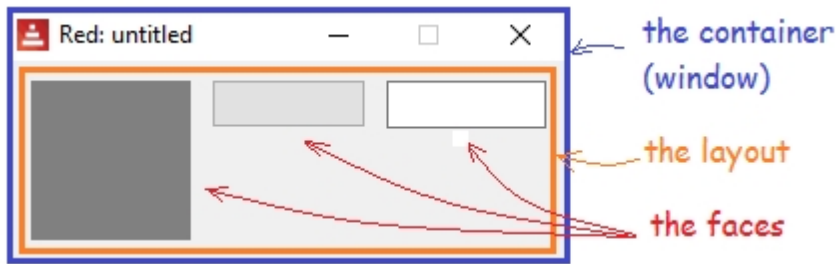 Red: untitled
the container
(window)
the layout
the faces